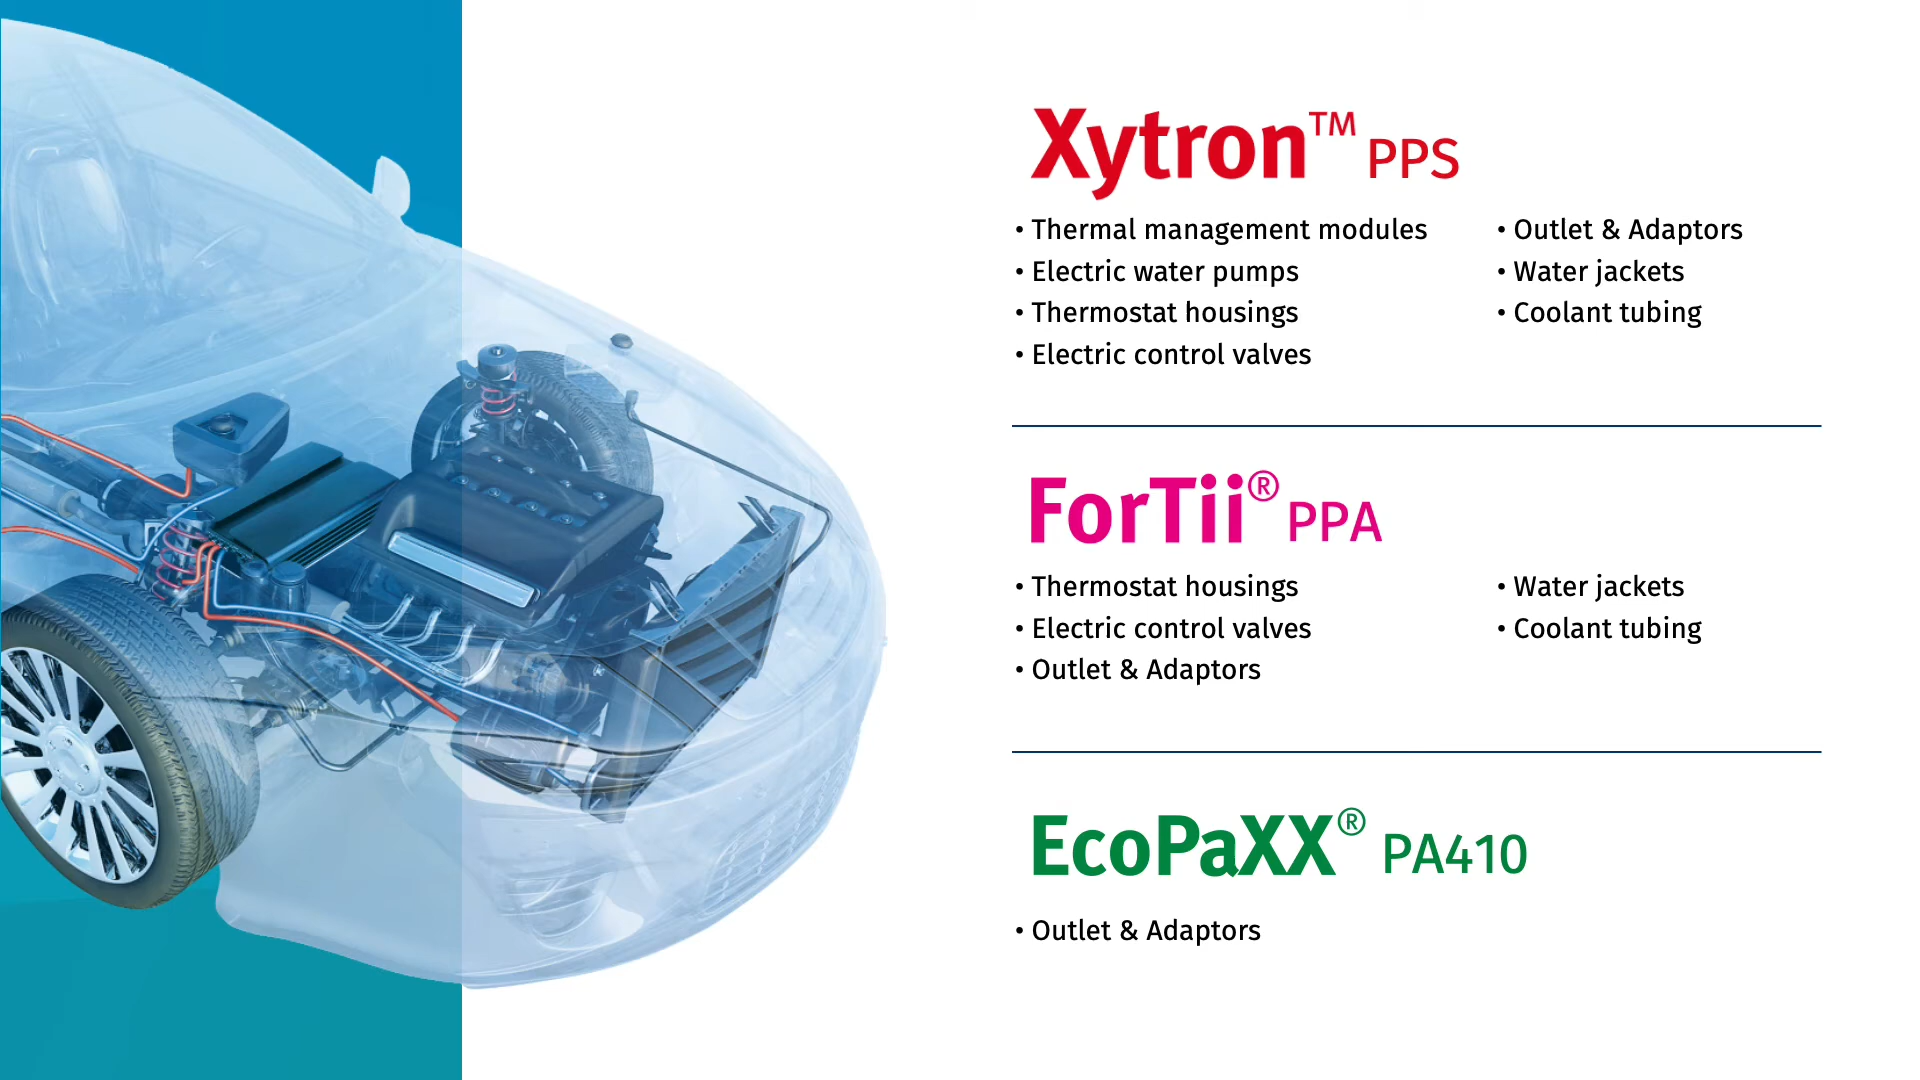 Xytron™ PPS
• Thermal management modules
• Electric water pumps
• Thermostat housings
• Electric control valves
• Outlet & Adaptors
• Water jackets
• Coolant tubing
ForTii® PPA
• Thermostat housings
• Electric control valves
• Outlet & Adaptors
• Water jackets
• Coolant tubing
EcoPaXX® PA410
• Outlet & Adaptors